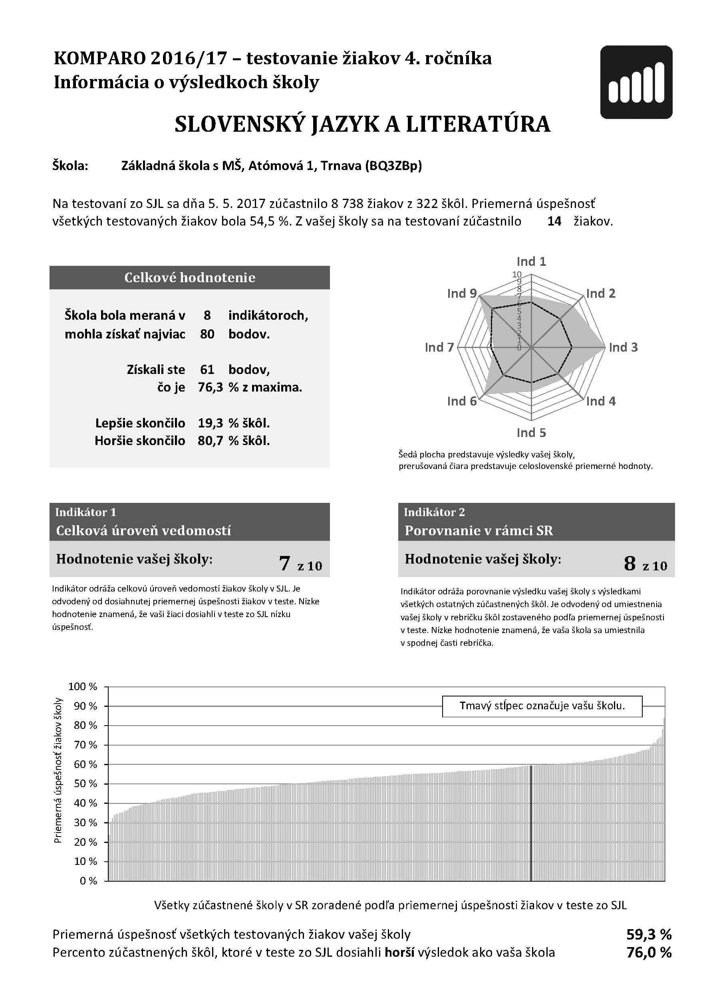 KOMPARO 2016/17 – testovanie žiakov 4. ročníka
Informácia o výsledkoch školy
SLOVENSKÝ JAZYK A LITERATÚRA
Škola: Základná škola s MŠ, Atómová 1, Trnava (BQ3ZBp)
Na testovaní zo SJL sa dňa 5. 5. 2017 zúčastnilo 8 738 žiakov z 322 škôl. Priemerná úspešnosť
všetkých testovaných žiakov bola 54,5 %. Z vašej školy sa na testovaní zúčastnilo 14 žiakov.
Celkové hodnotenie
Škola bola meraná v 8 indikátoroch,
mohla získať najviac 80 bodov.
Získali ste 61 bodov,
čo je 76,3 % z maxima.
Lepšie skončilo 19,3 % škôl.
Horšie skončilo 80,7 % škôl.
Ind 1
10
9
8
7
6
5
4
3
2
1
0
Ind 9
Ind 2
Ind 7
Ind 3
Ind 6
Ind 4
Ind 5
Šedá plocha predstavuje výsledky vašej školy,
prerušovaná čiara predstavuje celoslovenské priemerné hodnoty.
Indikátor 1
Celková úroveň vedomostí
Hodnotenie vašej školy: 7 z 10
Indikátor odráža celkovú úroveň vedomostí žiakov školy v SJL. Je
odvodený od dosiahnutej priemernej úspešnosti žiakov v teste. Nízke
hodnotenie znamená, že vaši žiaci dosiahli v teste zo SJL nízku
úspešnosť.
Indikátor 2
Porovnanie v rámci SR
Hodnotenie vašej školy: 8 z 10
Indikátor odráža porovnanie výsledku vašej školy s výsledkami
všetkých ostatných zúčastnených škôl. Je odvodený od umiestnenia
vašej školy v rebríčku škôl zostaveného podľa priemernej úspešnosti
v teste. Nízke hodnotenie znamená, že vaša škola sa umiestnila
v spodnej časti rebríčka.
Priemerná úspešnosť žiakov školy
100 %
90 %
80 %
70 %
60 %
50 %
40 %
30 %
20 %
10 %
0 %
Tmavý stĺpec označuje vašu školu.
Všetky zúčastnené školy v SR zoradené podľa priemernej úspešnosti žiakov v teste zo SJL
Priemerná úspešnosť všetkých testovaných žiakov vašej školy 59,3 %
Percento zúčastnených škôl, ktoré v teste zo SJL dosiahli horší výsledok ako vaša škola 76,0 %